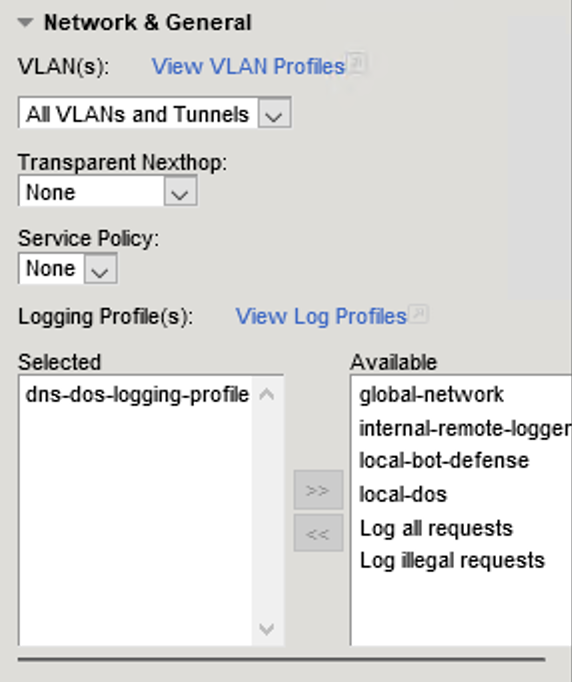 Network & General
VLAN(s): View VLAN Profiles
All VLANs and Tunnels
Transparent Nexthop:
None
Service Policy:
None
Logging Profile(s): View Log Profiles
Selected
dns-dos-logging-profile
>>
<<
Available
global-network
internal-remote-logger
local-bot-defense
local-dos
Log all requests
Log illegal requests